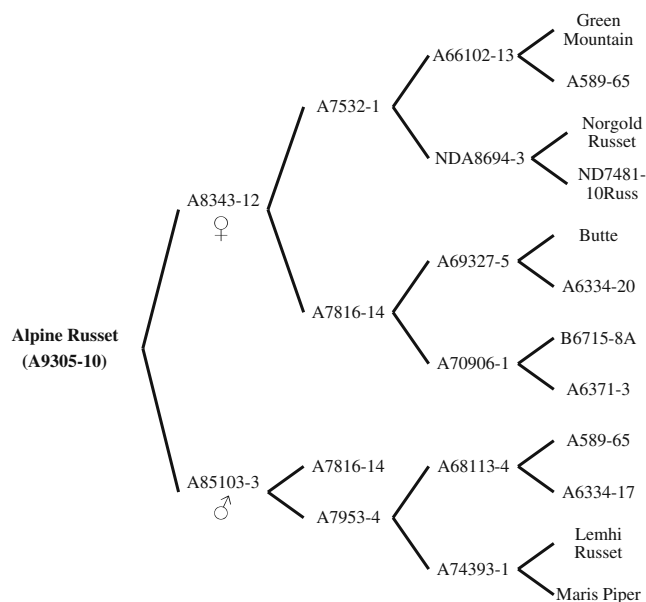 Green
Mountain
A66102-13
A589-65
A7532-1
Norgold
Russet
NDA8694-3
ND7481-
10Russ
A8343-12
♀
Butte
A69327-5
A6334-20
A7816-14
Alpine Russet
(A9305-10)
B6715-8A
A70906-1
A6371-3
A589-65
A7816-14
A68113-4
A85103-3
♂
A6334-17
A7953-4
Lemhi
Russet
A74393-1
Maris Piper